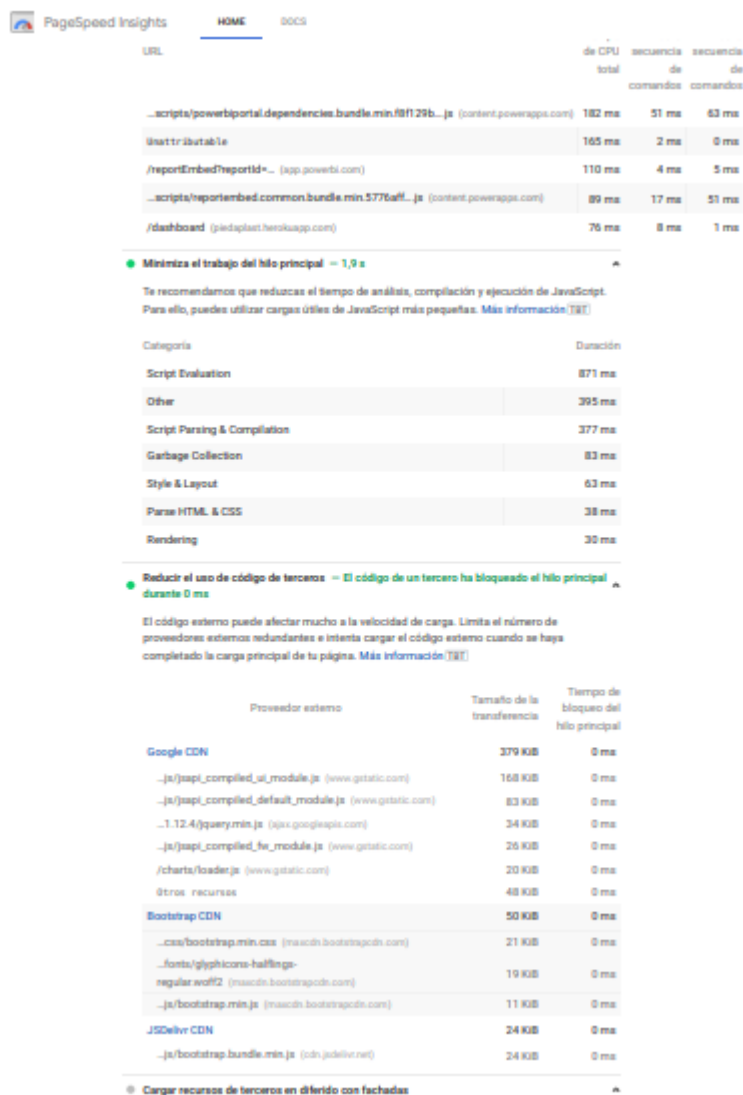 PageSpeed Insights HOME DOCS
URL de CPU total secuencia de comandos secuencia de comandos
...scripts/powerbiportal.dependencies.bundle.min.f8f129b...js (content.powerapps.com) 182 ms 51 ms 63 ms
Unattributable 165 ms 2 ms 0 ms
/reportEmbed?reportId=... (app.powerbi.com) 110 ms 4 ms 5 ms
...scripts/reportembed.common.bundle.min.5776aff...js (content.powerapps.com) 89 ms 17 ms 51 ms
/dashboard (piedaplast.herokuapp.com) 76 ms 8 ms 1 ms
Minimiza el trabajo del hilo principal — 1,9 s
Te recomendamos que reduzcas el tiempo de análisis, compilación y ejecución de JavaScript.
Para ello, puedes utilizar cargas útiles de JavaScript más pequeñas. Más información TBT
Categoría Duración
Script Evaluation 871 ms
Other 395 ms
Script Parsing & Compilation 377 ms
Garbage Collection 83 ms
Style & Layout 63 ms
Parse HTML & CSS 38 ms
Rendering 30 ms
Reducir el uso de código de terceros — El código de un tercero ha bloqueado el hilo principal
durante 0 ms
El código externo puede afectar mucho a la velocidad de carga. Limita el número de
proveedores externos redundantes e intenta cargar el código externo cuando se haya
completado la carga principal de tu página. Más información TBT
Proveedor externo Tamaño de la transferencia Tiempo de bloqueo del hilo principal
Google CDN 379 KiB 0 ms
...js/jsapi_compiled_ui_module.js (www.gstatic.com) 168 KiB 0 ms
...js/jsapi_compiled_default_module.js (www.gstatic.com) 83 KiB 0 ms
...1.12.4/jquery.min.js (ajax.googleapis.com) 34 KiB 0 ms
...js/jsapi_compiled_fw_module.js (www.gstatic.com) 26 KiB 0 ms
/charts/loader.js (www.gstatic.com) 20 KiB 0 ms
Otros recursos 48 KiB 0 ms
Bootstrap CDN 50 KiB 0 ms
...css/bootstrap.min.css (maxcdn.bootstrapcdn.com) 21 KiB 0 ms
...fonts/glyphicons-halflings-
regular.woff2 (maxcdn.bootstrapcdn.com) 19 KiB 0 ms
...js/bootstrap.min.js (maxcdn.bootstrapcdn.com) 11 KiB 0 ms
JSDelivr CDN 24 KiB 0 ms
...js/bootstrap.bundle.min.js (cdn.jsdelivr.net) 24 KiB 0 ms
Cargar recursos de terceros en diferido con fachadas